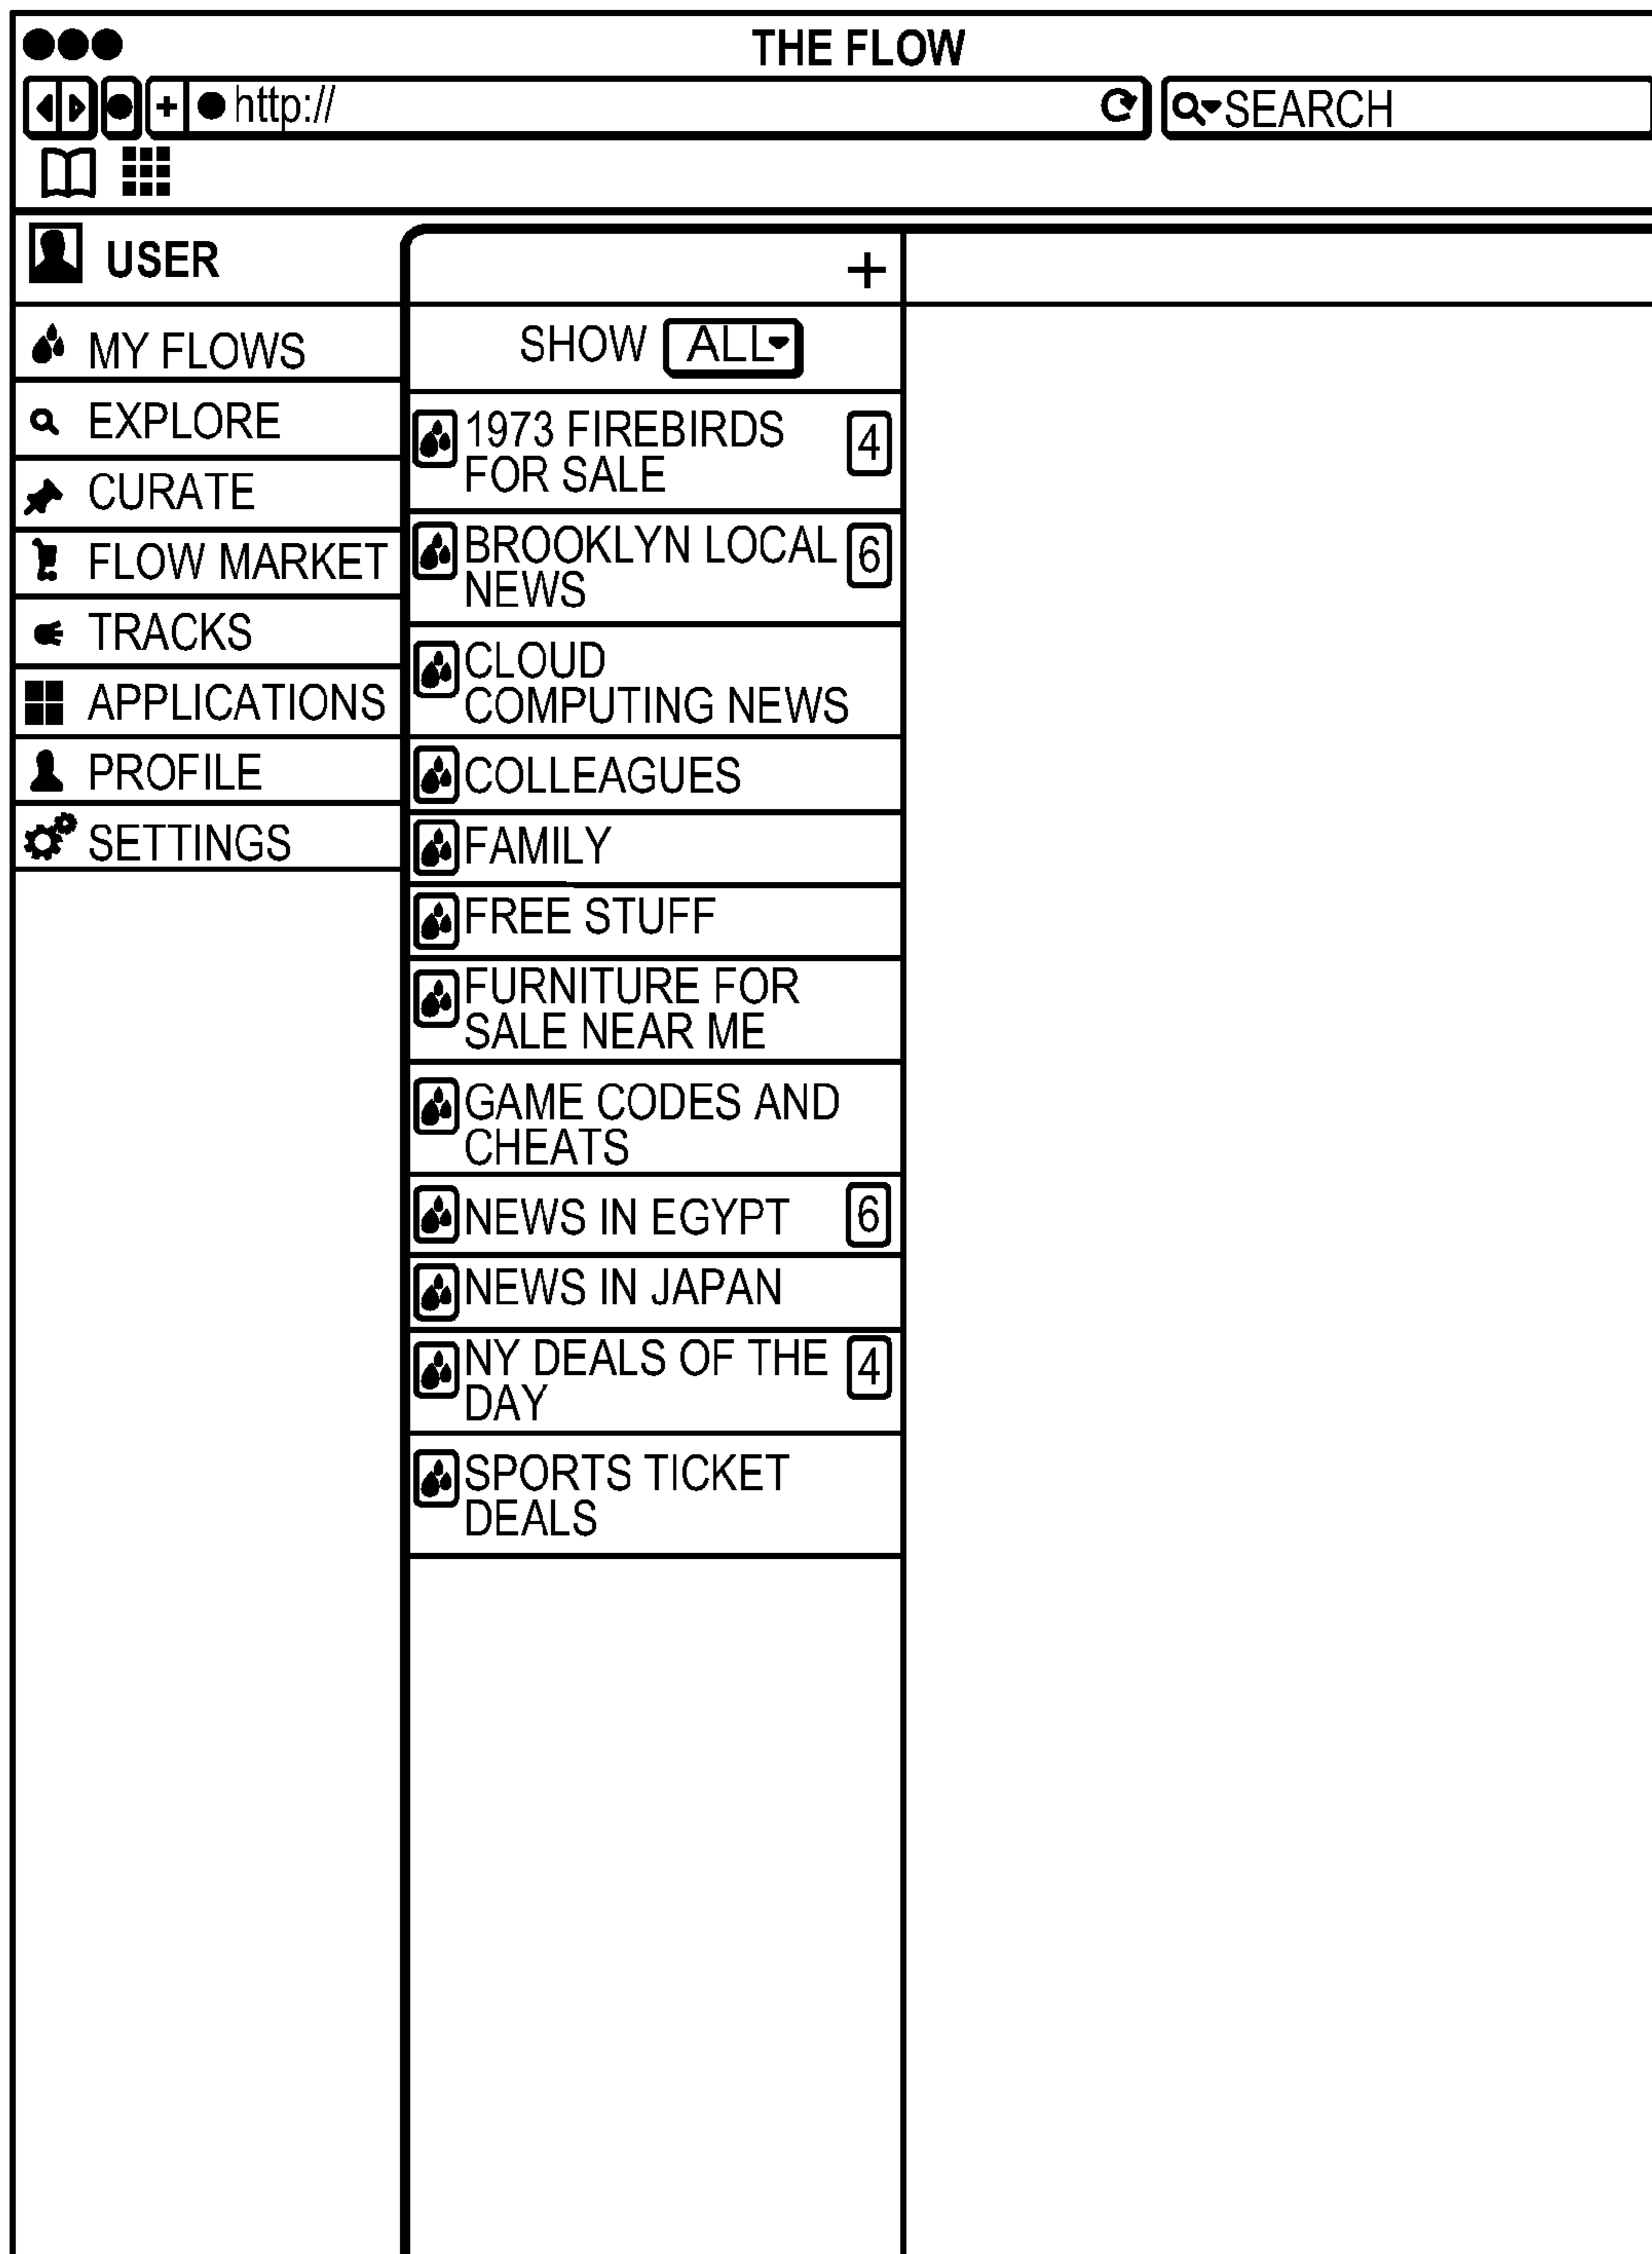 THE FLOW
+ http:// SEARCH
USER
+
MY FLOWS
EXPLORE
CURATE
FLOW MARKET
TRACKS
APPLICATIONS
PROFILE
SETTINGS
SHOW ALL
1973 FIREBIRDS 4
FOR SALE
BROOKLYN LOCAL 6
NEWS
CLOUD
COMPUTING NEWS
COLLEAGUES
FAMILY
FREE STUFF
FURNITURE FOR
SALE NEAR ME
GAME CODES AND
CHEATS
NEWS IN EGYPT 6
NEWS IN JAPAN
NY DEALS OF THE 4
DAY
SPORTS TICKET
DEALS